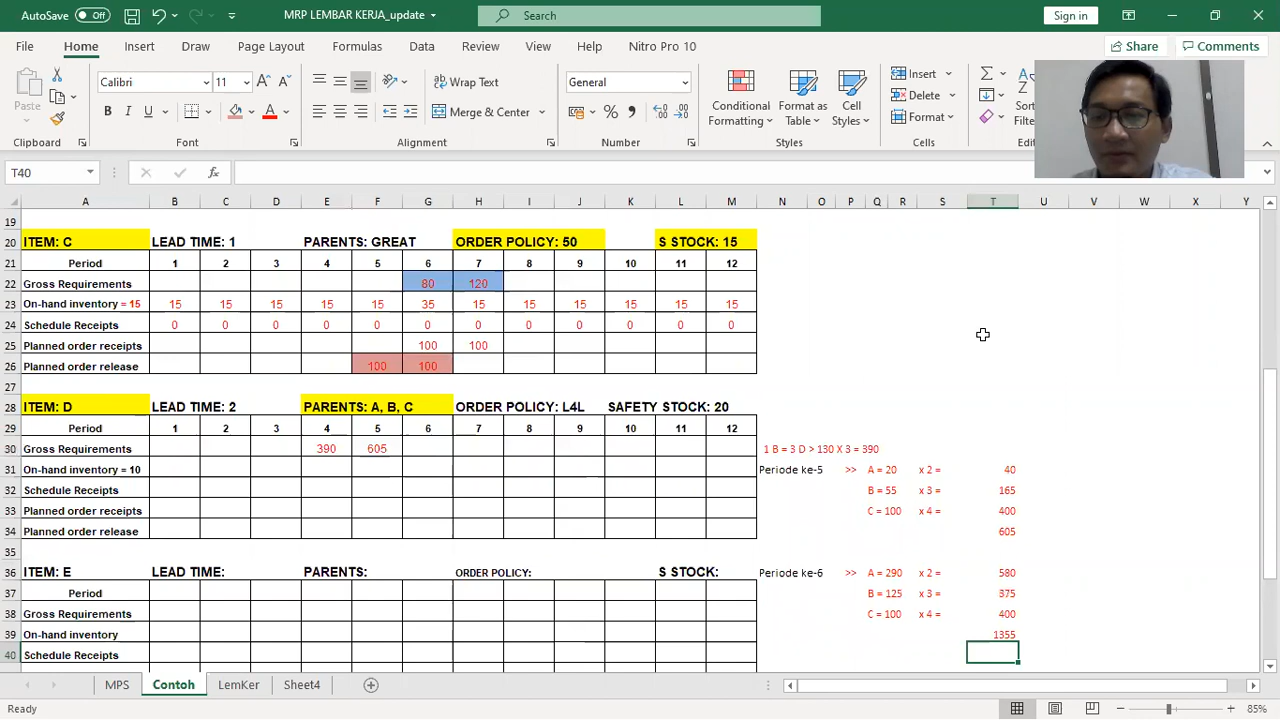 AutoSave Off MRP LEMBAR KERJA_update Search Sign in
File Home Insert Draw Page Layout Formulas Data Review View Help Nitro Pro 10 Share Comments
Paste Calibri 11 Wrap Text General Conditional Formatting Format as Table Cell Styles Insert Delete Format
Merge & Center
Clipboard Font Alignment Number Styles Cells
T40 fx
A B C D E F G H I J K L M N O P Q R S T U V W X Y
19
20 ITEM: C LEAD TIME: 1 PARENTS: GREAT ORDER POLICY: 50 S STOCK: 15
21 Period 1 2 3 4 5 6 7 8 9 10 11 12
22 Gross Requirements 80 120
23 On-hand inventory = 15 15 15 15 15 15 35 15 15 15 15 15 15
24 Schedule Receipts 0 0 0 0 0 0 0 0 0 0 0 0
25 Planned order receipts 100 100
26 Planned order release 100 100
27
28 ITEM: D LEAD TIME: 2 PARENTS: A, B, C ORDER POLICY: L4L SAFETY STOCK: 20
29 Period 1 2 3 4 5 6 7 8 9 10 11 12
30 Gross Requirements 390 605 1 B = 3 D > 130 X 3 = 390
31 On-hand inventory = 10 Periode ke-5 >> A = 20 x 2 = 40
32 Schedule Receipts B = 55 x 3 = 165
33 Planned order receipts C = 100 x 4 = 400
34 Planned order release 605
35
36 ITEM: E LEAD TIME: PARENTS: ORDER POLICY: S STOCK: Periode ke-6 >> A = 290 x 2 = 580
37 Period B = 125 x 3 = 375
38 Gross Requirements C = 100 x 4 = 400
39 On-hand inventory 1355
40 Schedule Receipts
MPS Contoh LemKer Sheet4
Ready 85%